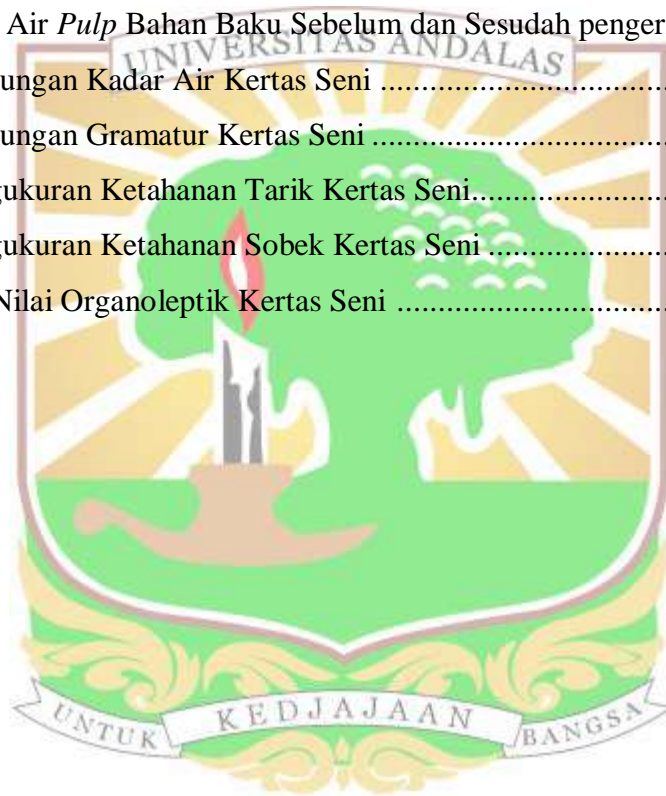 Air Pulp Bahan Baku Sebelum dan Sesudah penger
UNIVERSITAS ANDALAS
ungan Kadar Air Kertas Seni ...................................
ungan Gramatur Kertas Seni ....................................
gukuran Ketahanan Tarik Kertas Seni.........................
gukuran Ketahanan Sobek Kertas Seni .......................
Nilai Organoleptik Kertas Seni ..................................
UNTUK KEDJAJAAN BANGSA